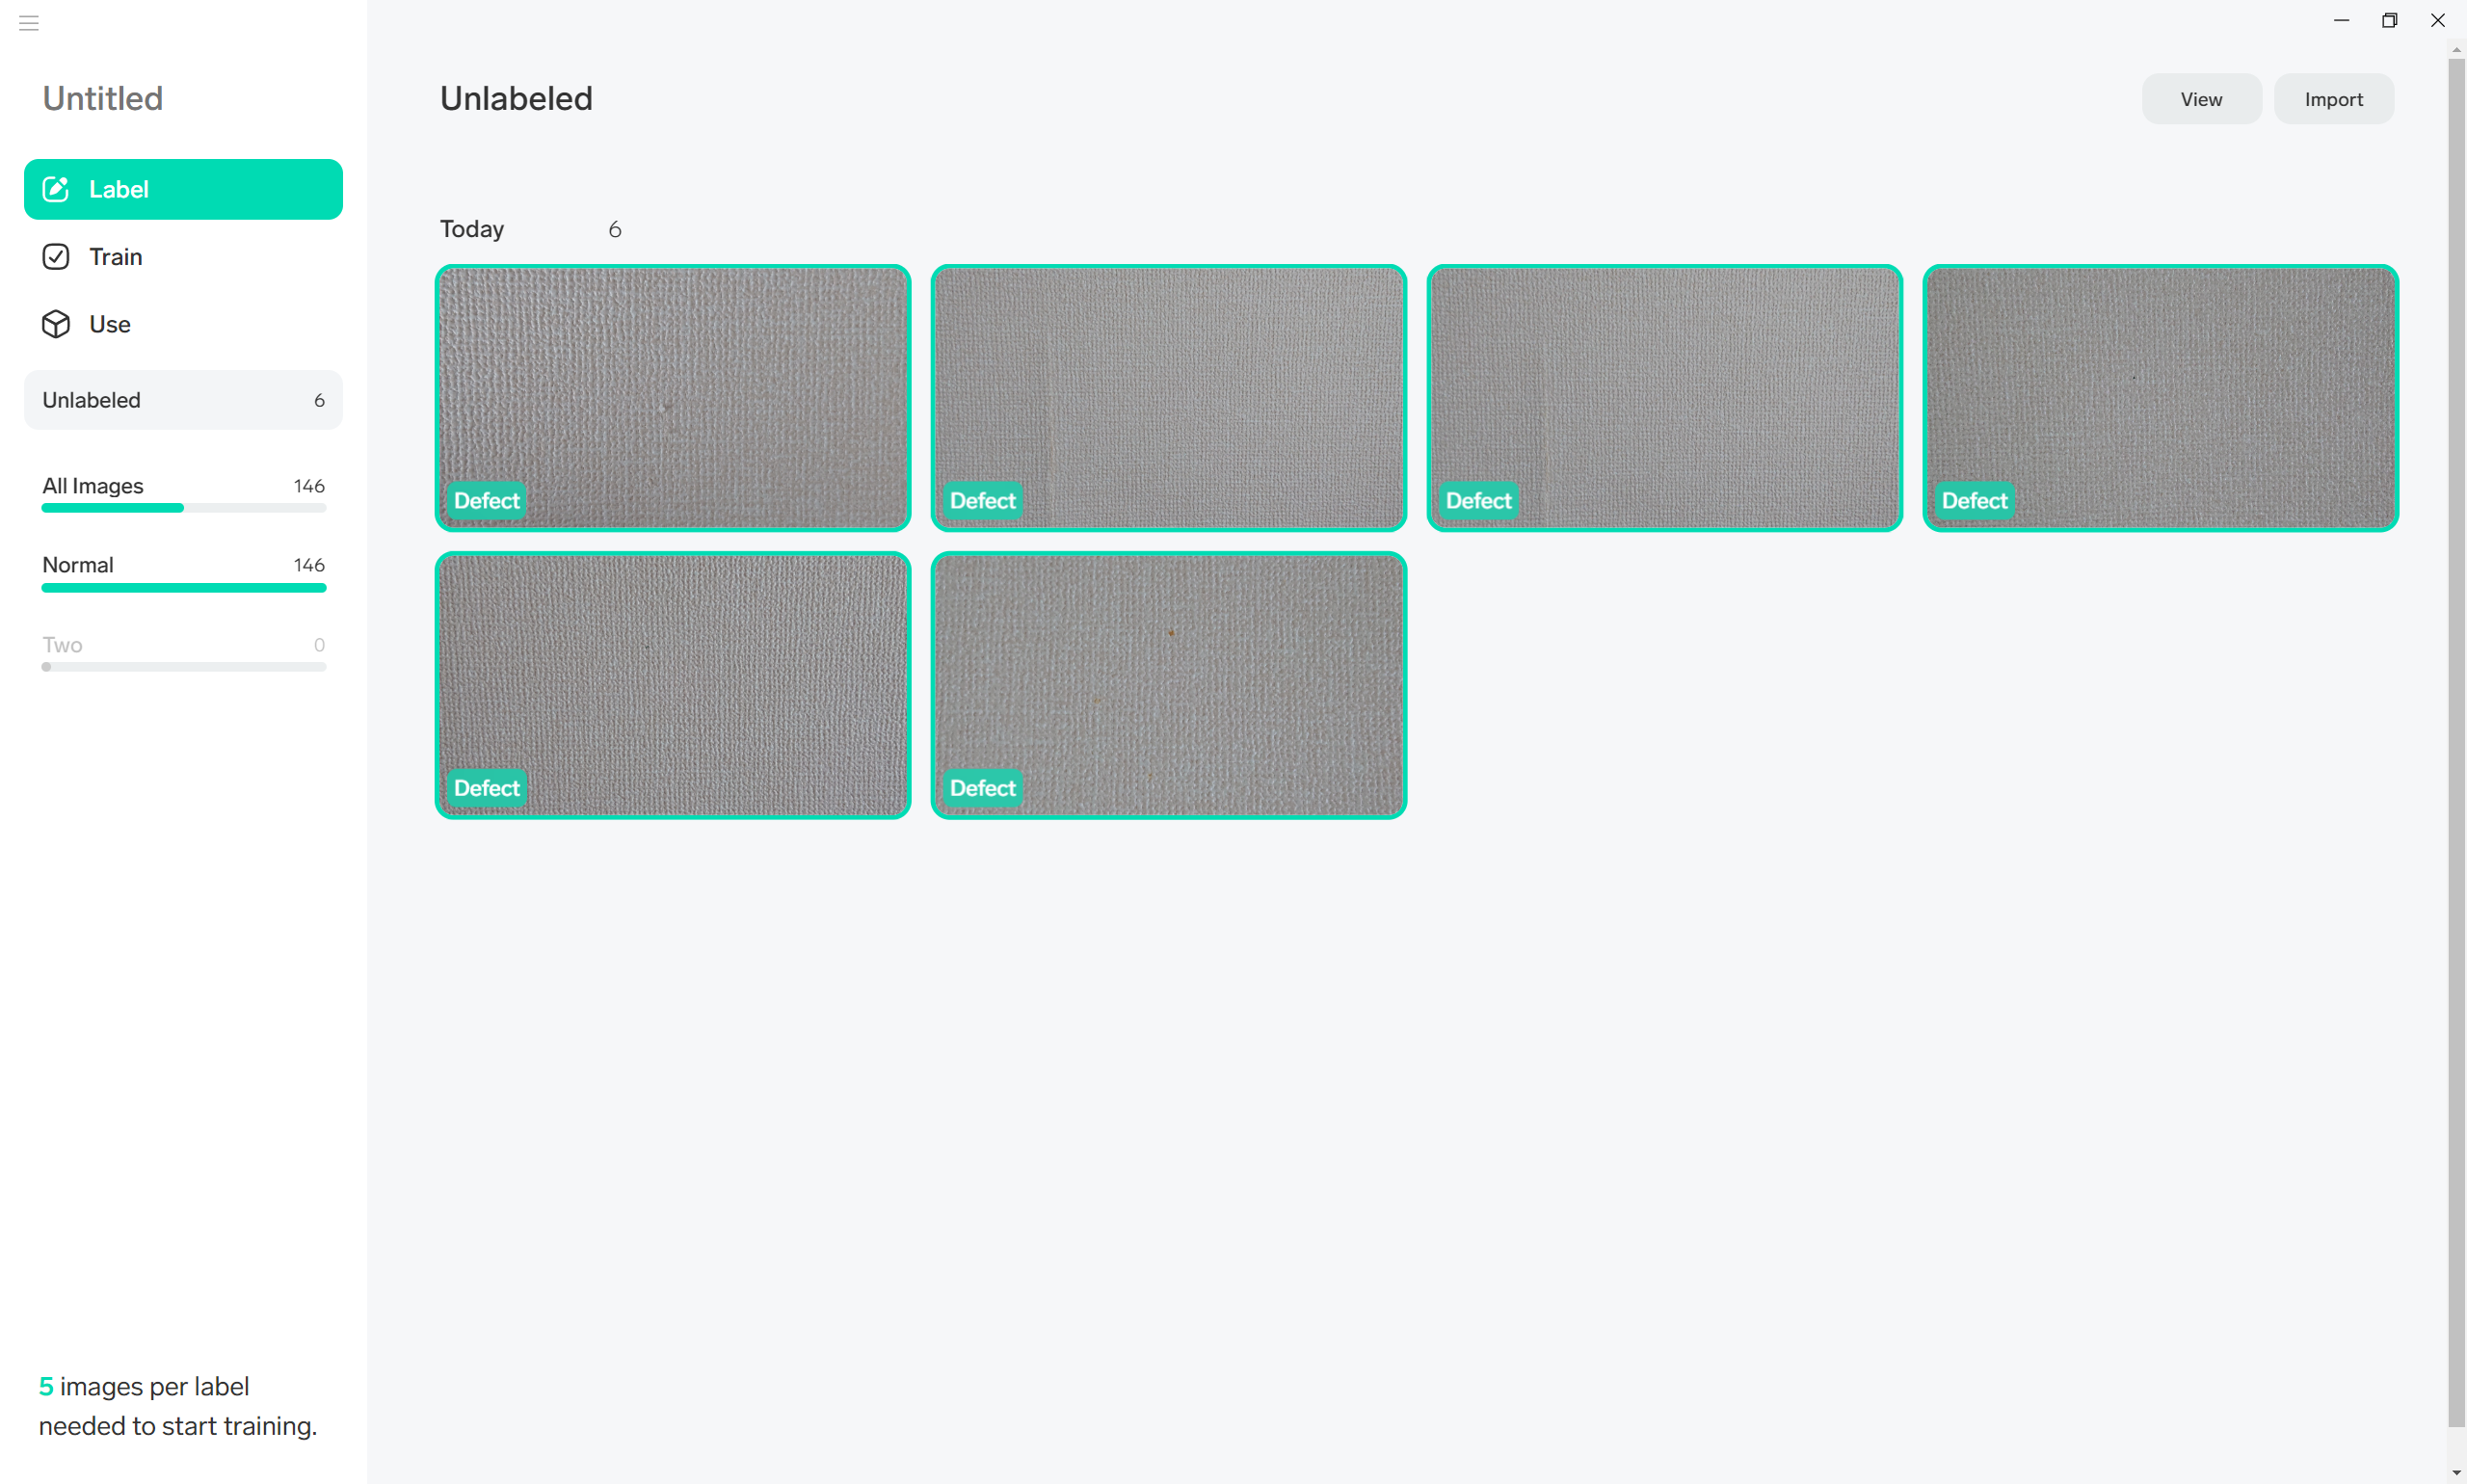 Untitled
Label
Train
Use
Unlabeled 6
All Images 146
Normal 146
Two 0
5 images per label
needed to start training.
Unlabeled
View
Import
Today 6
Defect
Defect
Defect
Defect
Defect
Defect